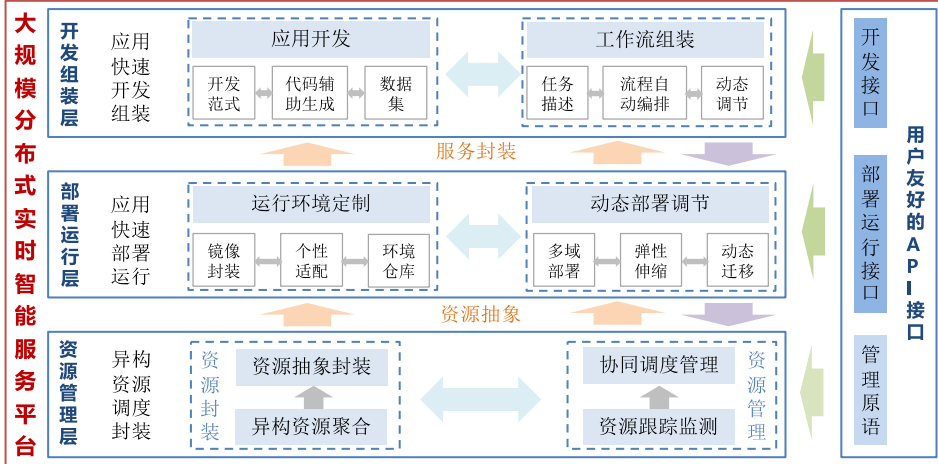 大规模分布式实时智能服务平台
开发组装层
应用
快速
开发
组装
应用开发
开发
范式
代码辅
助生成
数据
集
工作流组装
任务
描述
流程自
动编排
动态
调节
服务封装
部署运行层
应用
快速
部署
运行
运行环境定制
镜像
封装
个性
适配
环境
仓库
动态部署调节
多域
部署
弹性
伸缩
动态
迁移
资源抽象
资源管理层
异构
资源
调度
封装
资源封装
资源抽象封装
异构资源聚合
协同调度管理
资源跟踪监测
资源管理
开发接口
部署运行接口
管理原语
用户友好的API接口